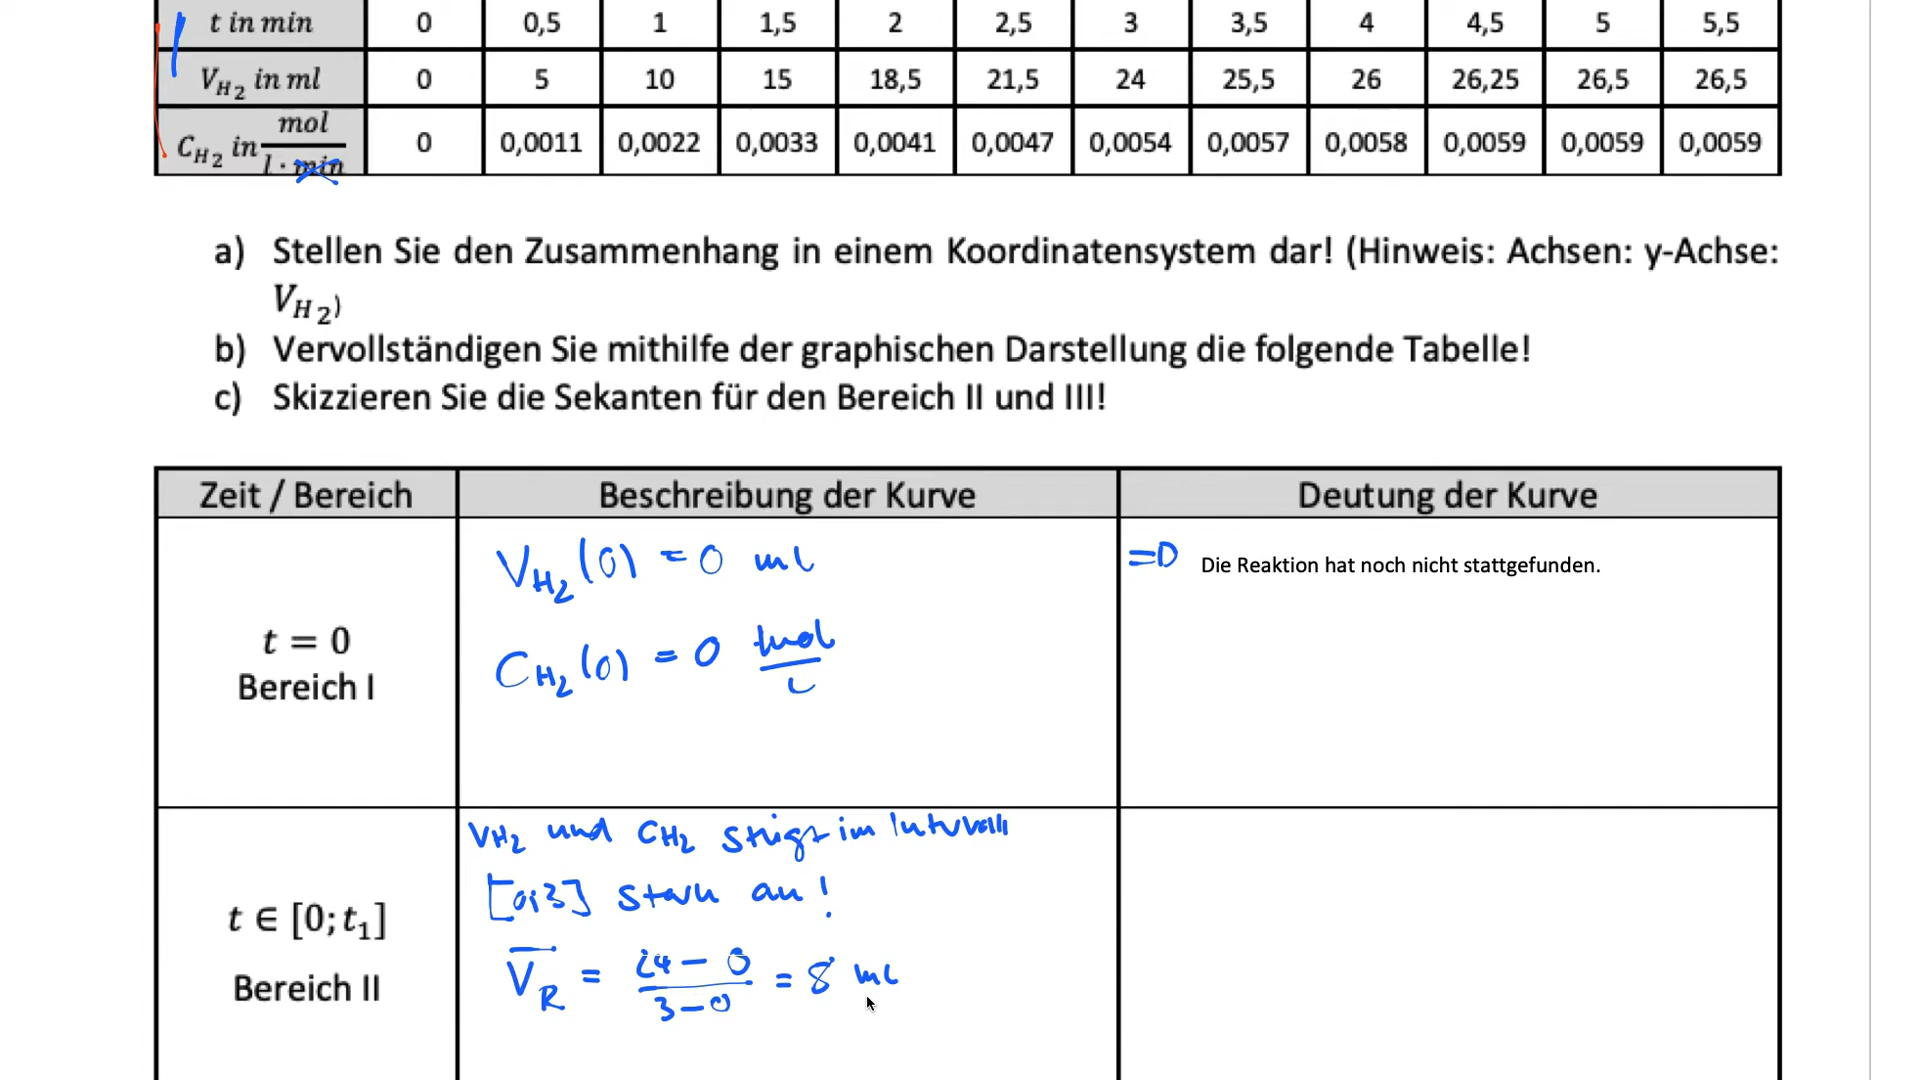 t in min 0 0,5 1 1,5 2 2,5 3 3,5 4 4,5 5 5,5
V_H2 in ml 0 5 10 15 18,5 21,5 24 25,5 26 26,25 26,5 26,5
C_H2 in mol / l · min 0 0,0011 0,0022 0,0033 0,0041 0,0047 0,0054 0,0057 0,0058 0,0059 0,0059 0,0059
a) Stellen Sie den Zusammenhang in einem Koordinatensystem dar! (Hinweis: Achsen: y-Achse:
V_H2)
b) Vervollständigen Sie mithilfe der graphischen Darstellung die folgende Tabelle!
c) Skizzieren Sie die Sekanten für den Bereich II und III!
Zeit / Bereich Beschreibung der Kurve Deutung der Kurve
t = 0
Bereich I
V_H2 (0) = 0 ml
C_H2 (0) = 0 mol / L
=D Die Reaktion hat noch nicht stattgefunden.
t ∈ [0; t₁]
Bereich II
V_H2 und C_H2 steigt im Intervall
[0;3] stark an!
V̅_R = 24 – 0 / 3 – 0 = 8 ml